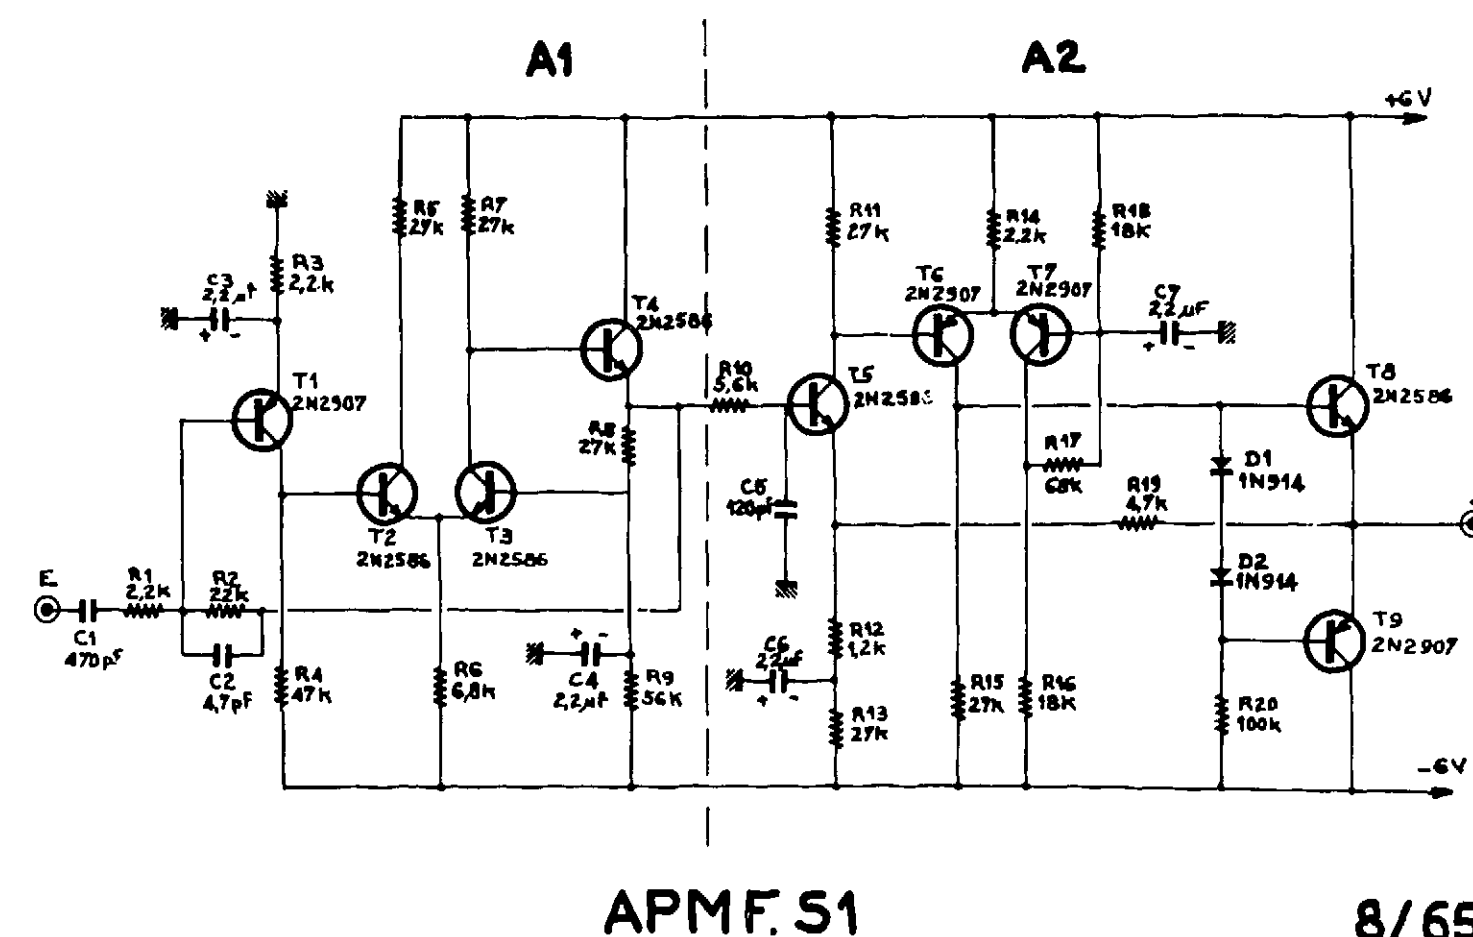 A1
A2
+6V
R5
27k
R7
27k
R11
27k
R14
2,2k
R18
18k
R3
2,2k
C3
T6
2N2907
T7
2N2907
C7
2,2µF
+ -
T4
2N2586
+ -
T1
2N2907
R10
5,6k
T5
T8
2N2586
R8
27k
R17
68k
D1
1N914
R19
4,7k
C5
120pF
T2
2N2586
T3
2N2586
D2
1N914
E
R1
2,2k
R2
22k
T9
2N2907
C1
470pF
+ -
R12
1,2k
C6
2,2µF
C2
4,7pF
R4
47k
R6
6,8k
C4
2,2µF
R9
56k
R15
27k
R16
18k
+ -
R13
27k
R20
100k
-6V
APMF.S1
8/65